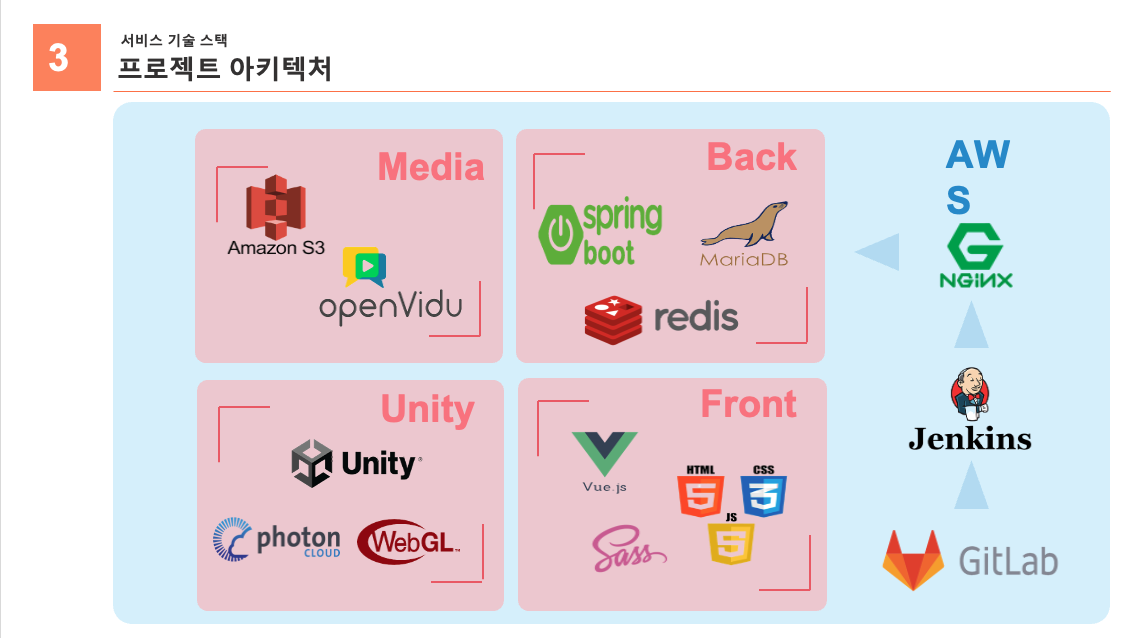 3
서비스 기술 스택
프로젝트 아키텍처
Media
Amazon S3
openVidu
Back
spring
boot
MariaDB
redis
Unity
Unity®
photon
CLOUD
WebGL™
Front
Vue.js
HTML
5
CSS
3
JS
5
Sass
AW
S
G
NGiNX
Jenkins
GitLab